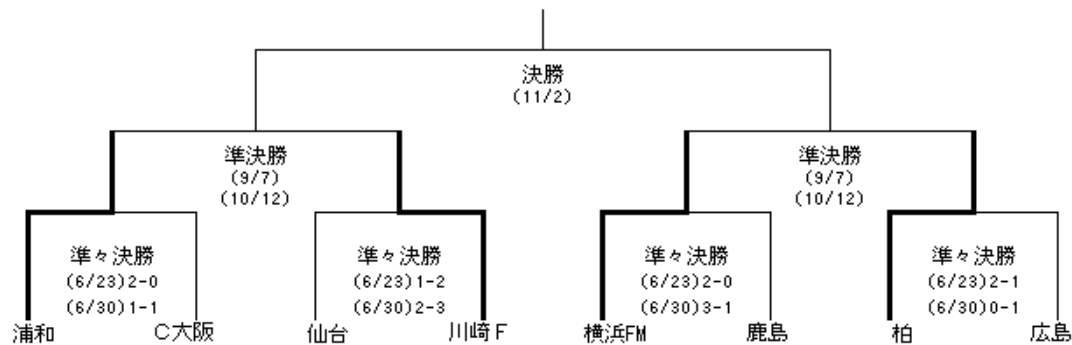 決勝
(11/2)
準決勝
(9/7)
(10/12)
準決勝
(9/7)
(10/12)
準々決勝
(6/23)2-0
(6/30)1-1
準々決勝
(6/23)1-2
(6/30)2-3
準々決勝
(6/23)2-0
(6/30)3-1
準々決勝
(6/23)2-1
(6/30)0-1
浦和 C大阪 仙台 川崎F 横浜FM 鹿島 柏 広島